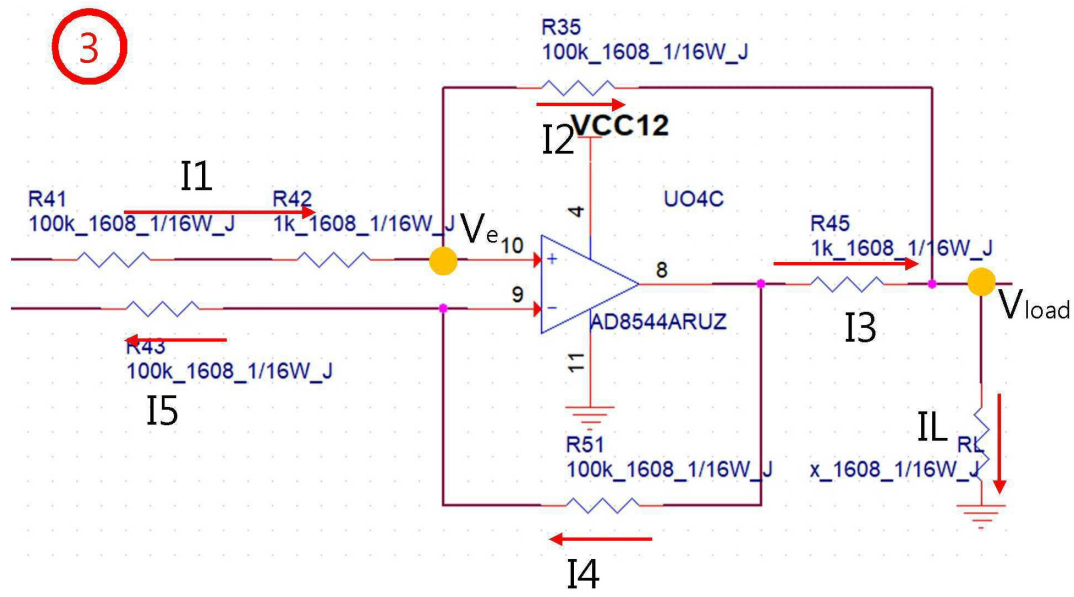 3
R35
100k_1608_1/16W_J
I2
VCC12
I1
R41
100k_1608_1/16W_J
R42
1k_1608_1/16W_J
Ve
10
+
4
UO4C
8
R45
1k_1608_1/16W_J
I3
Vload
9
−
AD8544ARUZ
11
R43
100k_1608_1/16W_J
I5
R51
100k_1608_1/16W_J
I4
IL
RL
x_1608_1/16W_J